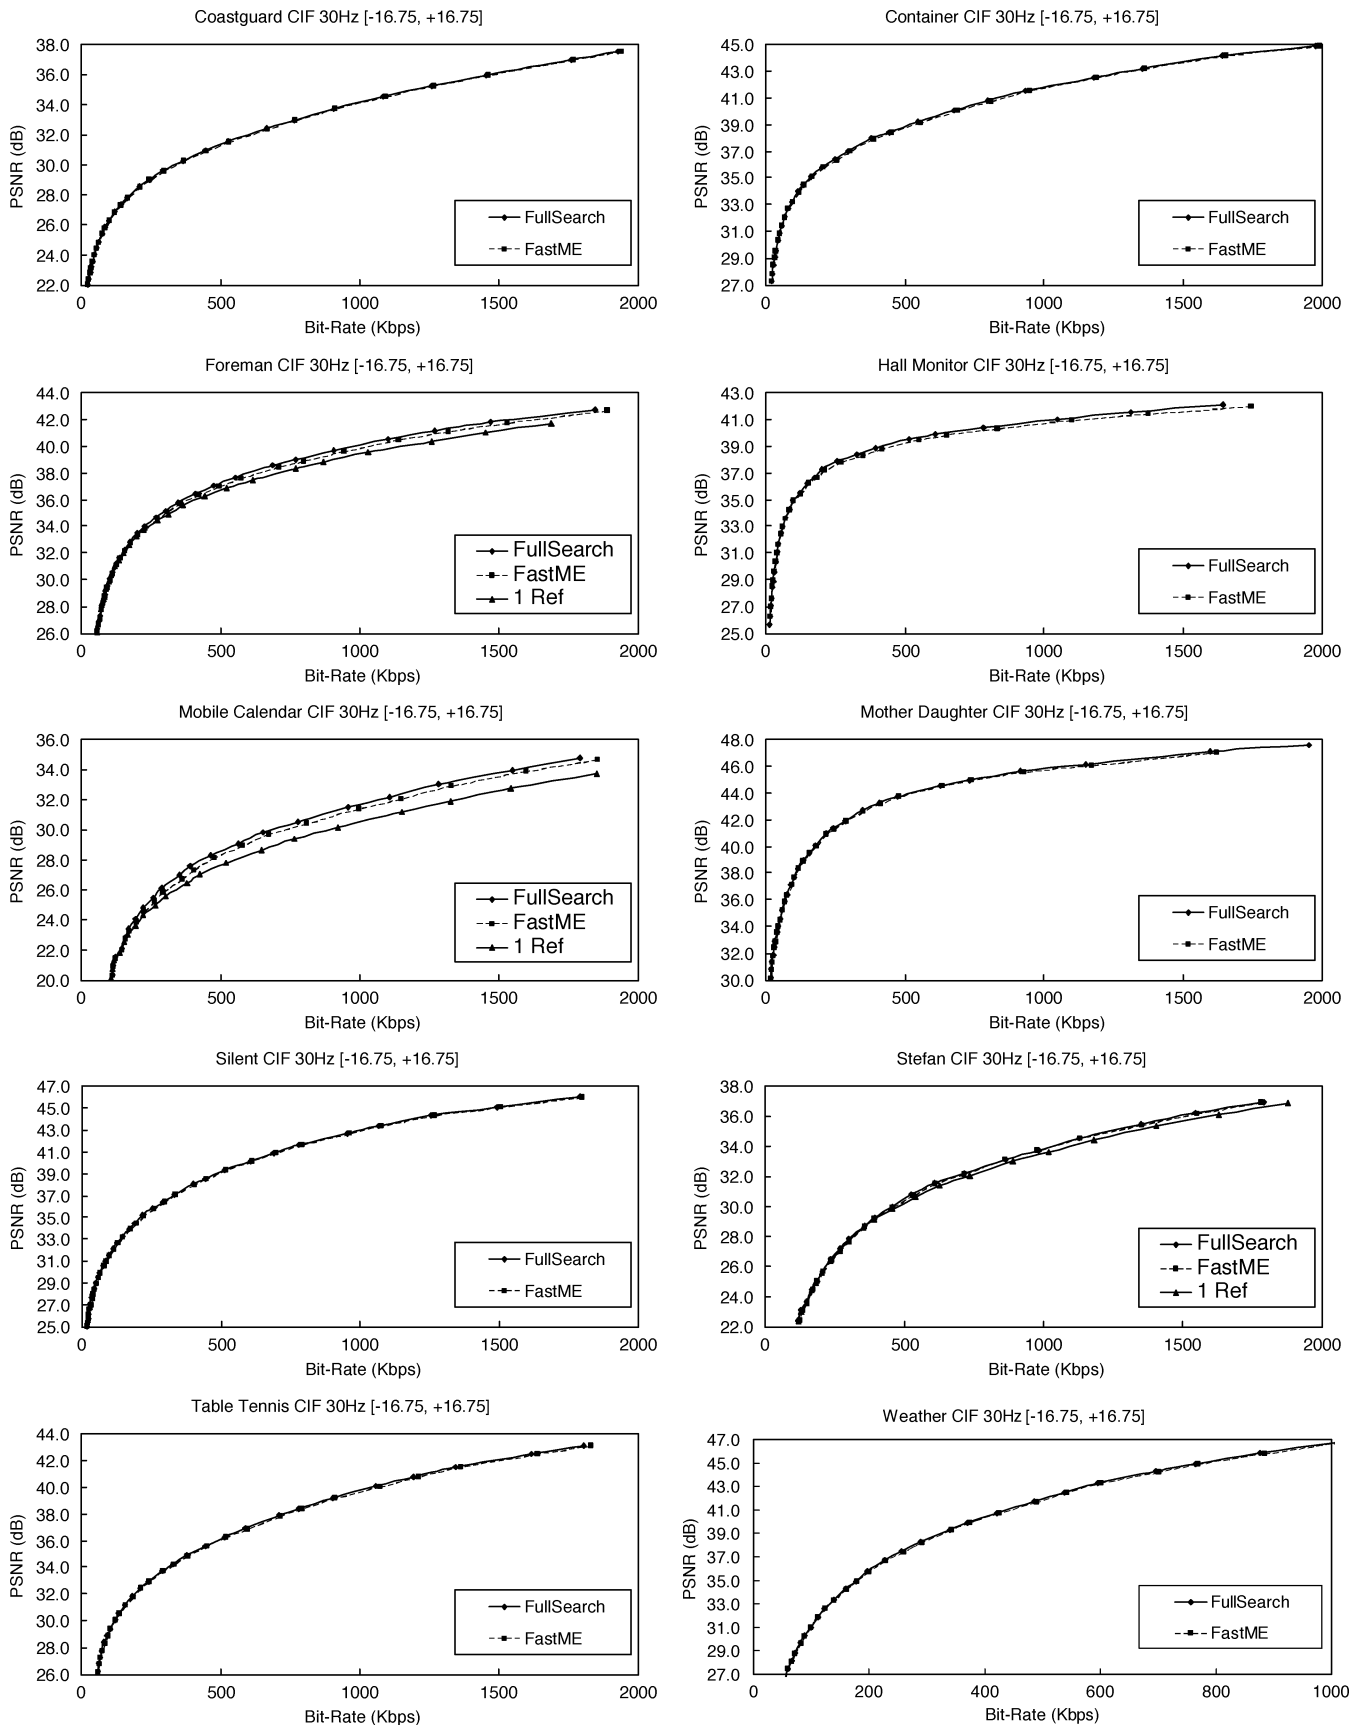 Coastguard CIF 30Hz [-16.75, +16.75]
38.0
36.0
34.0
32.0
30.0
28.0
26.0
24.0
22.0
PSNR (dB)
FullSearch
FastME
0 500 1000 1500 2000
Bit-Rate (Kbps)
Container CIF 30Hz [-16.75, +16.75]
45.0
43.0
41.0
39.0
37.0
35.0
33.0
31.0
29.0
27.0
PSNR (dB)
FullSearch
FastME
0 500 1000 1500 2000
Bit-Rate (Kbps)
Foreman CIF 30Hz [-16.75, +16.75]
44.0
42.0
40.0
38.0
36.0
34.0
32.0
30.0
28.0
26.0
PSNR (dB)
FullSearch
FastME
1 Ref
0 500 1000 1500 2000
Bit-Rate (Kbps)
Hall Monitor CIF 30Hz [-16.75, +16.75]
43.0
41.0
39.0
37.0
35.0
33.0
31.0
29.0
27.0
25.0
PSNR (dB)
FullSearch
FastME
0 500 1000 1500 2000
Bit-Rate (Kbps)
Mobile Calendar CIF 30Hz [-16.75, +16.75]
36.0
34.0
32.0
30.0
28.0
26.0
24.0
22.0
20.0
PSNR (dB)
FullSearch
FastME
1 Ref
0 500 1000 1500 2000
Bit-Rate (Kbps)
Mother Daughter CIF 30Hz [-16.75, +16.75]
48.0
46.0
44.0
42.0
40.0
38.0
36.0
34.0
32.0
30.0
PSNR (dB)
FullSearch
FastME
0 500 1000 1500 2000
Bit-Rate (Kbps)
Silent CIF 30Hz [-16.75, +16.75]
47.0
45.0
43.0
41.0
39.0
37.0
35.0
33.0
31.0
29.0
27.0
25.0
PSNR (dB)
FullSearch
FastME
0 500 1000 1500 2000
Bit-Rate (Kbps)
Stefan CIF 30Hz [-16.75, +16.75]
38.0
36.0
34.0
32.0
30.0
28.0
26.0
24.0
22.0
PSNR (dB)
FullSearch
FastME
1 Ref
0 500 1000 1500 2000
Bit-Rate (Kbps)
Table Tennis CIF 30Hz [-16.75, +16.75]
44.0
42.0
40.0
38.0
36.0
34.0
32.0
30.0
28.0
26.0
PSNR (dB)
FullSearch
FastME
0 500 1000 1500 2000
Bit-Rate (Kbps)
Weather CIF 30Hz [-16.75, +16.75]
47.0
45.0
43.0
41.0
39.0
37.0
35.0
33.0
31.0
29.0
27.0
PSNR (dB)
FullSearch
FastME
0 200 400 600 800 1000
Bit-Rate (Kbps)